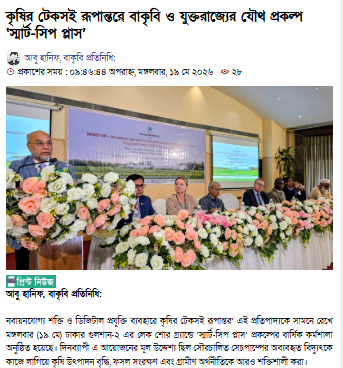 কৃষির টেকসই রূপান্তরে বাকৃবি ও যুক্তরাজ্যের যৌথ প্রকল্প
‘স্মার্ট-সিপ প্লাস’
আবু হানিফ, বাকৃবি প্রতিনিধি:
প্রকাশের সময় : ০৯:৪৬:৪৪ অপরাহ্ন, মঙ্গলবার, ১৯ মে ২০২৬ ২৮
প্রিন্ট নিউজ
আবু হানিফ, বাকৃবি প্রতিনিধি:
নবায়নযোগ্য শক্তি ও ডিজিটাল প্রযুক্তি ব্যবহারে কৃষির টেকসই রূপান্তর’ এই প্রতিপাদ্যকে সামনে রেখে
মঙ্গলবার (১৯ মে) ঢাকার গুলশান-২ এর লেক শোর গ্র্যান্ডে ‘স্মার্ট-সিপ প্লাস’ প্রকল্পের বার্ষিক কর্মশালা
অনুষ্ঠিত হয়েছে। দিনব্যাপী এ আয়োজনের মূল উদ্দেশ্য ছিল সৌরচালিত সেচপাম্পের অব্যবহৃত বিদ্যুৎকে
কাজে লাগিয়ে কৃষি উৎপাদন বৃদ্ধি, ফসল সংরক্ষণ এবং গ্রামীণ অর্থনীতিকে আরও শক্তিশালী করা।